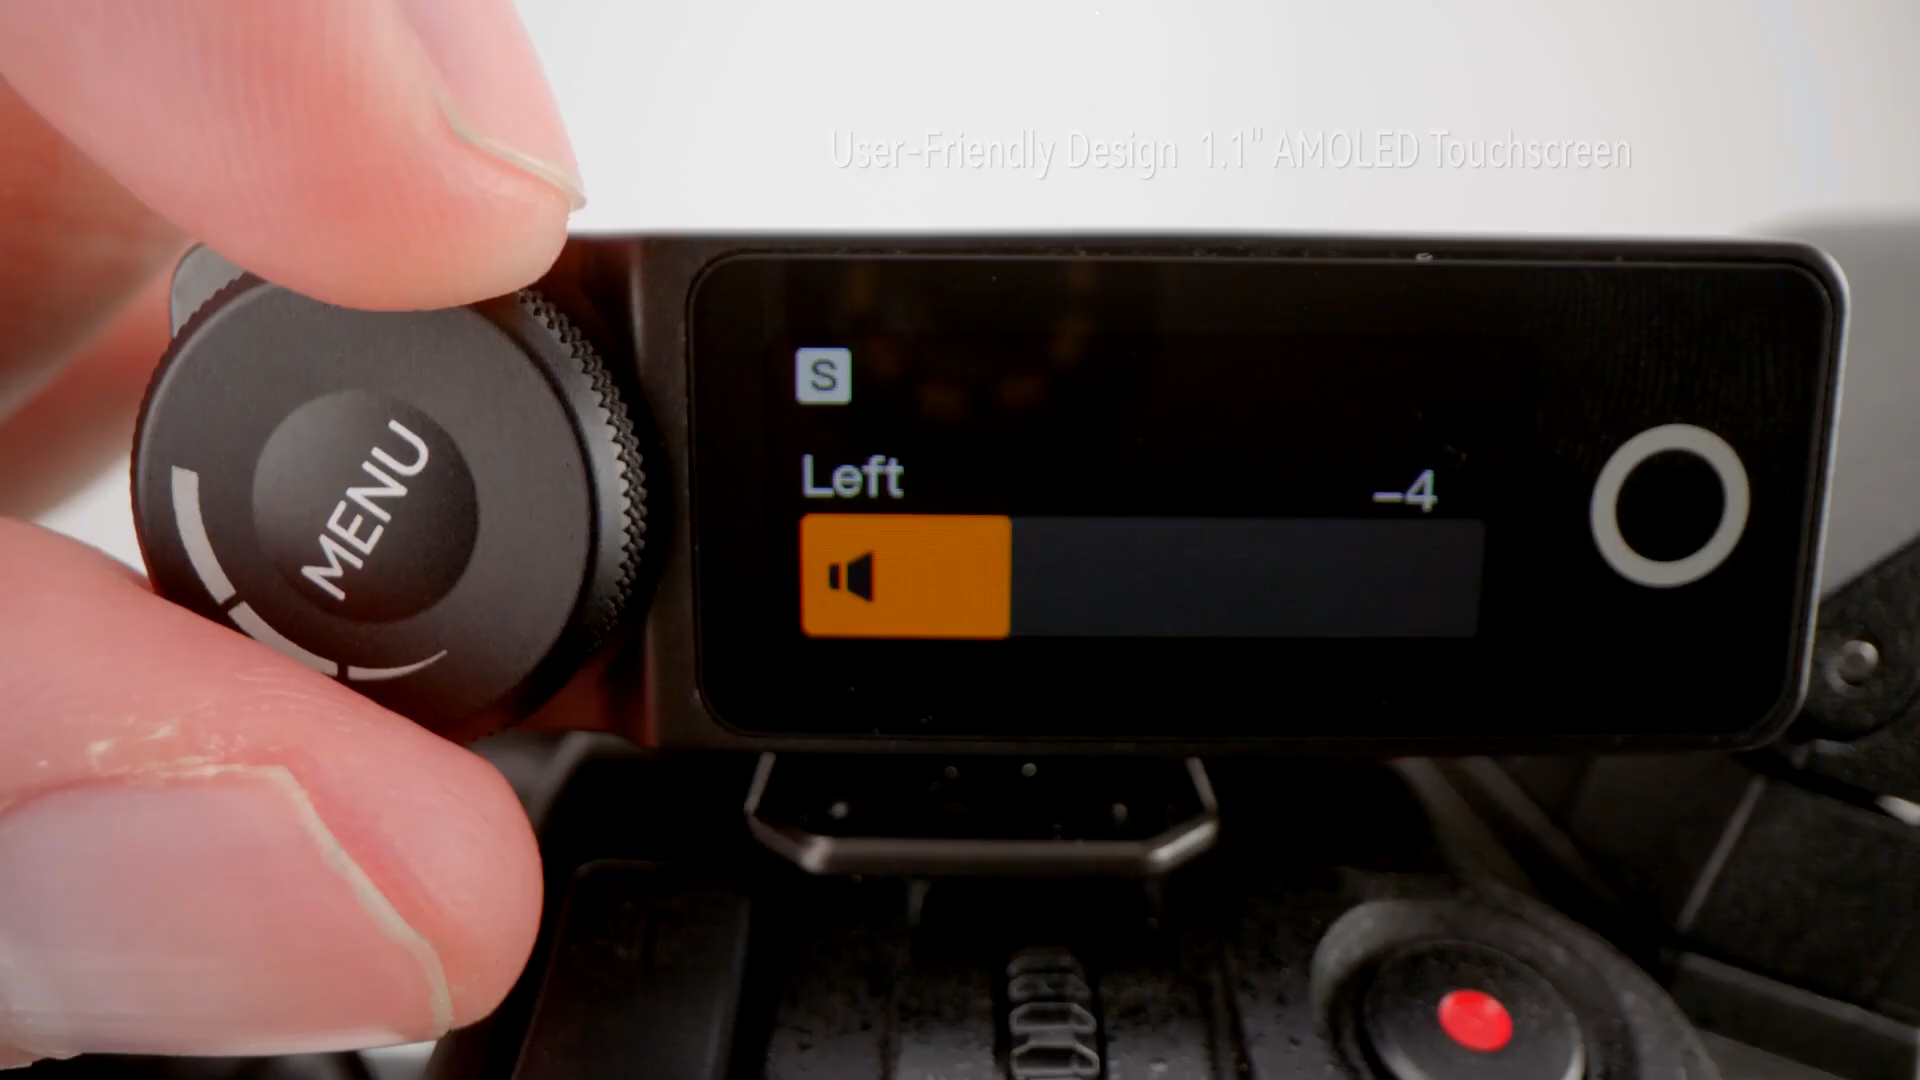 User-Friendly Design 1.1" AMOLED Touchscreen
S
Left
-4
MENU